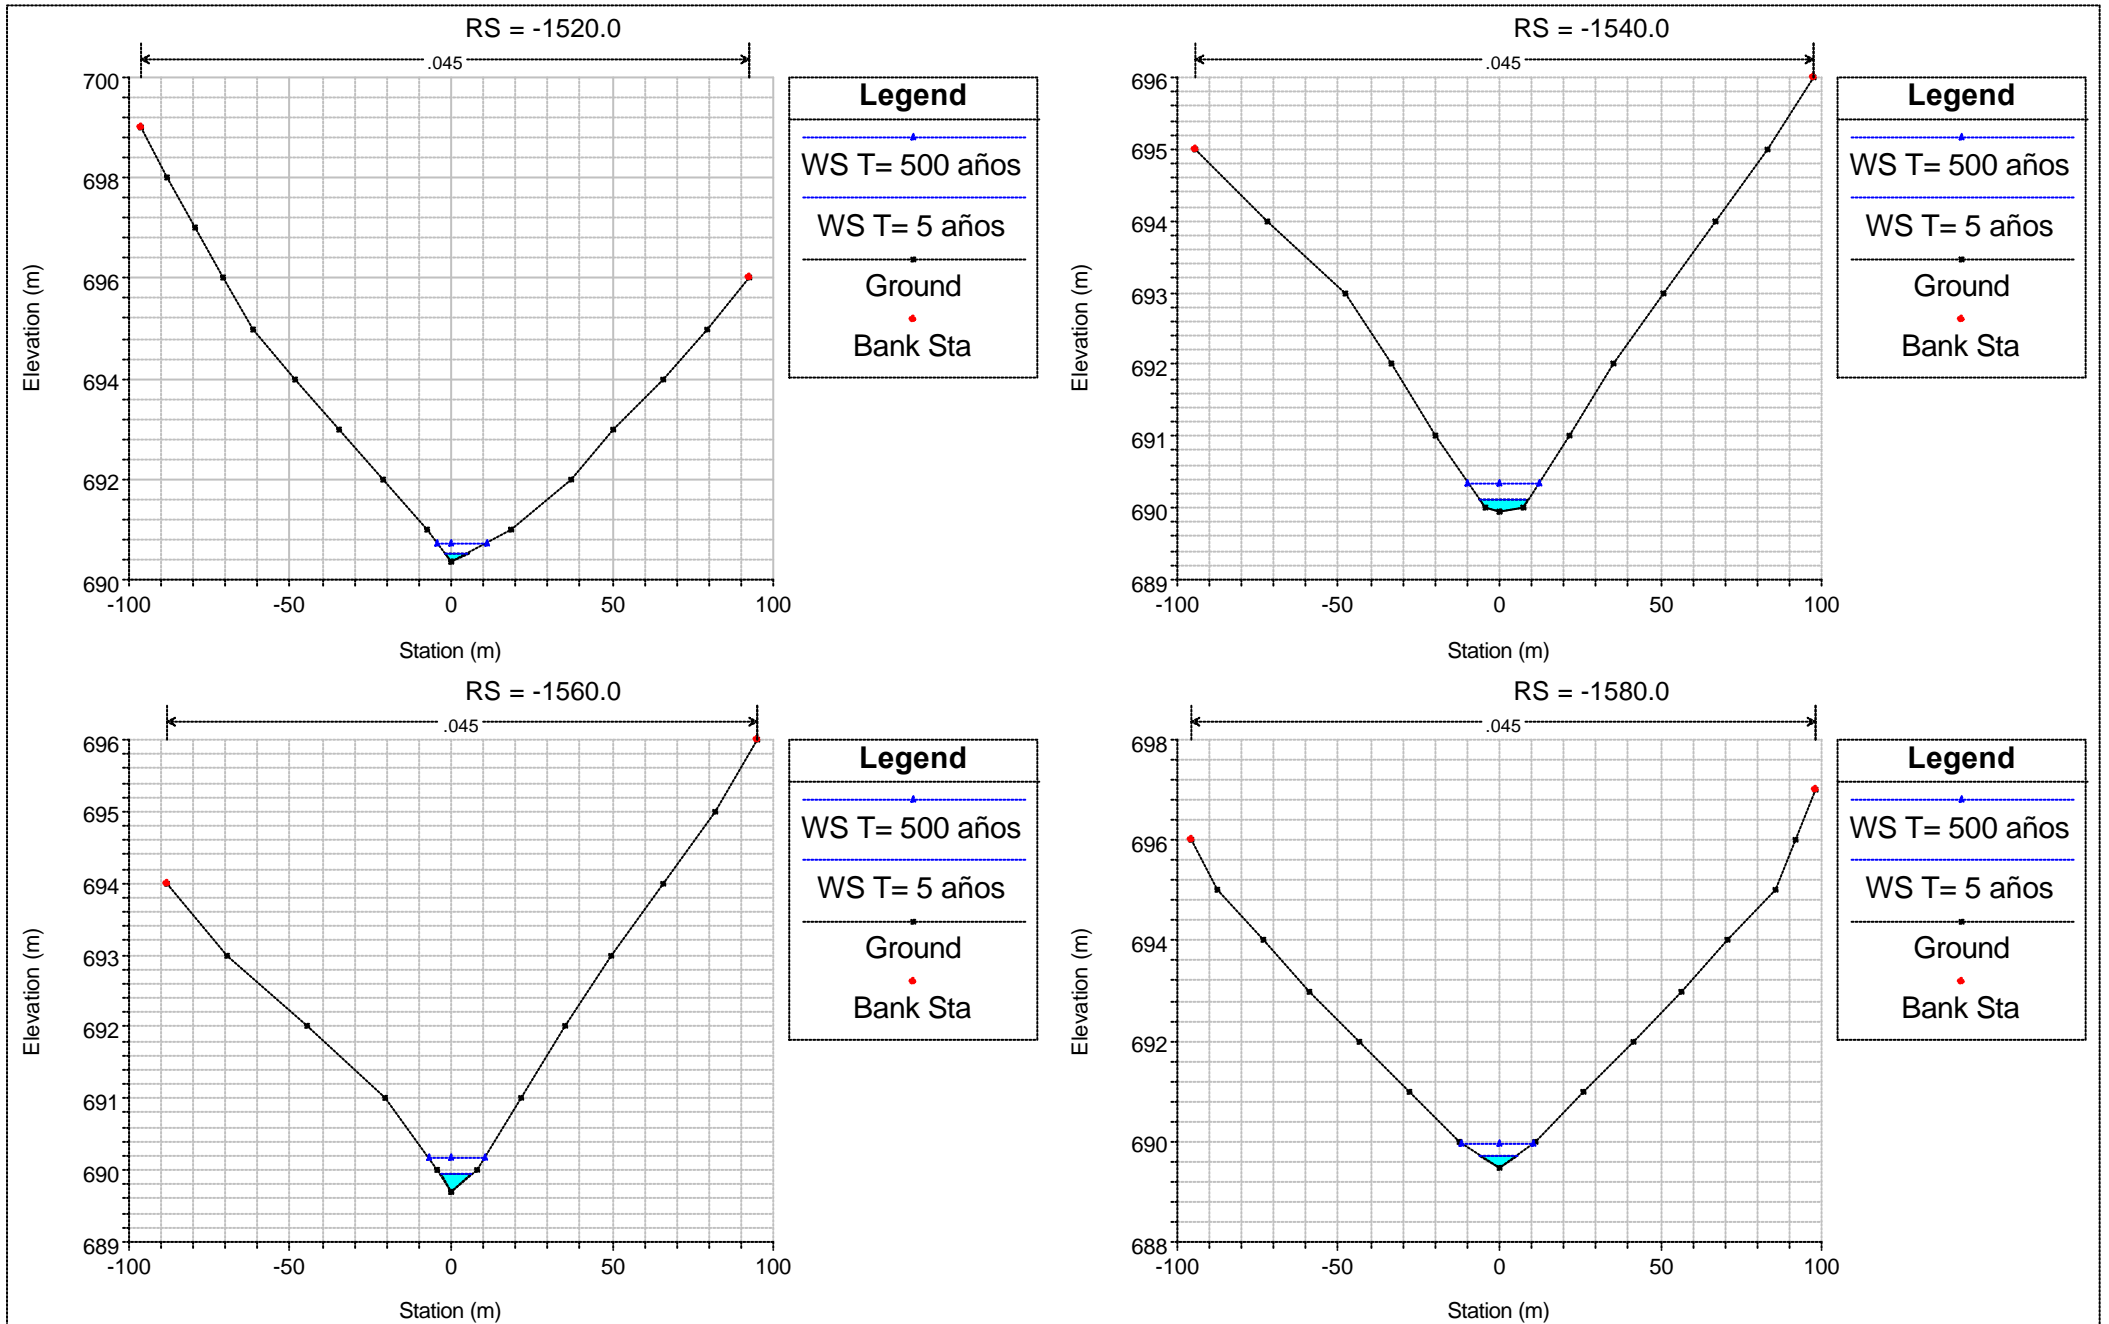 RS = -1520.0
.045
Elevation (m)
700
698
696
694
692
690
-100 -50 0 50 100
Station (m)
Legend
WS T= 500 años
WS T= 5 años
Ground
Bank Sta
RS = -1540.0
.045
Elevation (m)
696
695
694
693
692
691
690
689
-100 -50 0 50 100
Station (m)
Legend
WS T= 500 años
WS T= 5 años
Ground
Bank Sta
RS = -1560.0
.045
Elevation (m)
696
695
694
693
692
691
690
689
-100 -50 0 50 100
Station (m)
Legend
WS T= 500 años
WS T= 5 años
Ground
Bank Sta
RS = -1580.0
.045
Elevation (m)
698
696
694
692
690
688
-100 -50 0 50 100
Station (m)
Legend
WS T= 500 años
WS T= 5 años
Ground
Bank Sta